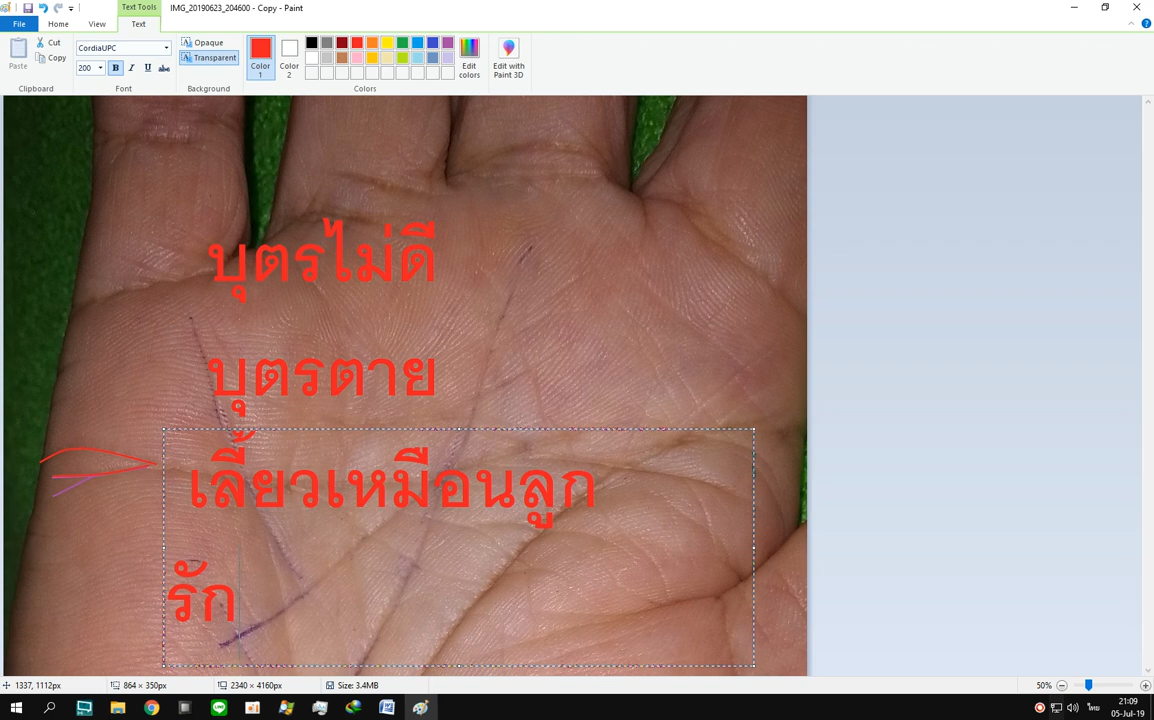 Text Tools
IMG_20190623_204600 - Copy - Paint
File
Home
View
Text
Paste
Cut
Copy
Clipboard
CordiaUPC
200
B I U abc
Font
Opaque
Transparent
Background
Color 1
Color 2
Edit colors
Colors
Edit with Paint 3D
บุตรไม่ดี
บุตรตาย
เลี้ยวเหมือนลูก
รัก
1337, 1112px
864 × 350px
2340 × 4160px
Size: 3.4MB
50%
ไทย
21:09
05-Jul-19